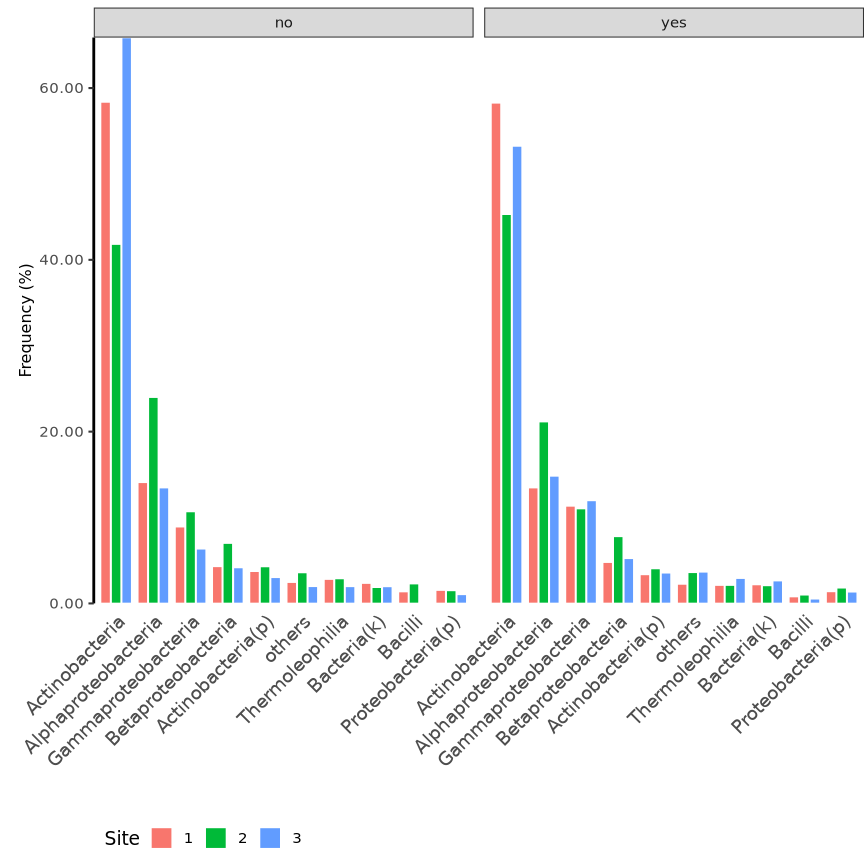 no yes
Frequency (%)
60.00
40.00
20.00
0.00
Actinobacteria
Alphaproteobacteria
Gammaproteobacteria
Betaproteobacteria
Actinobacteria(p)
others
Thermoleophilia
Bacteria(k)
Bacilli
Proteobacteria(p)
Actinobacteria
Alphaproteobacteria
Gammaproteobacteria
Betaproteobacteria
Actinobacteria(p)
others
Thermoleophilia
Bacteria(k)
Bacilli
Proteobacteria(p)
Site 1 2 3